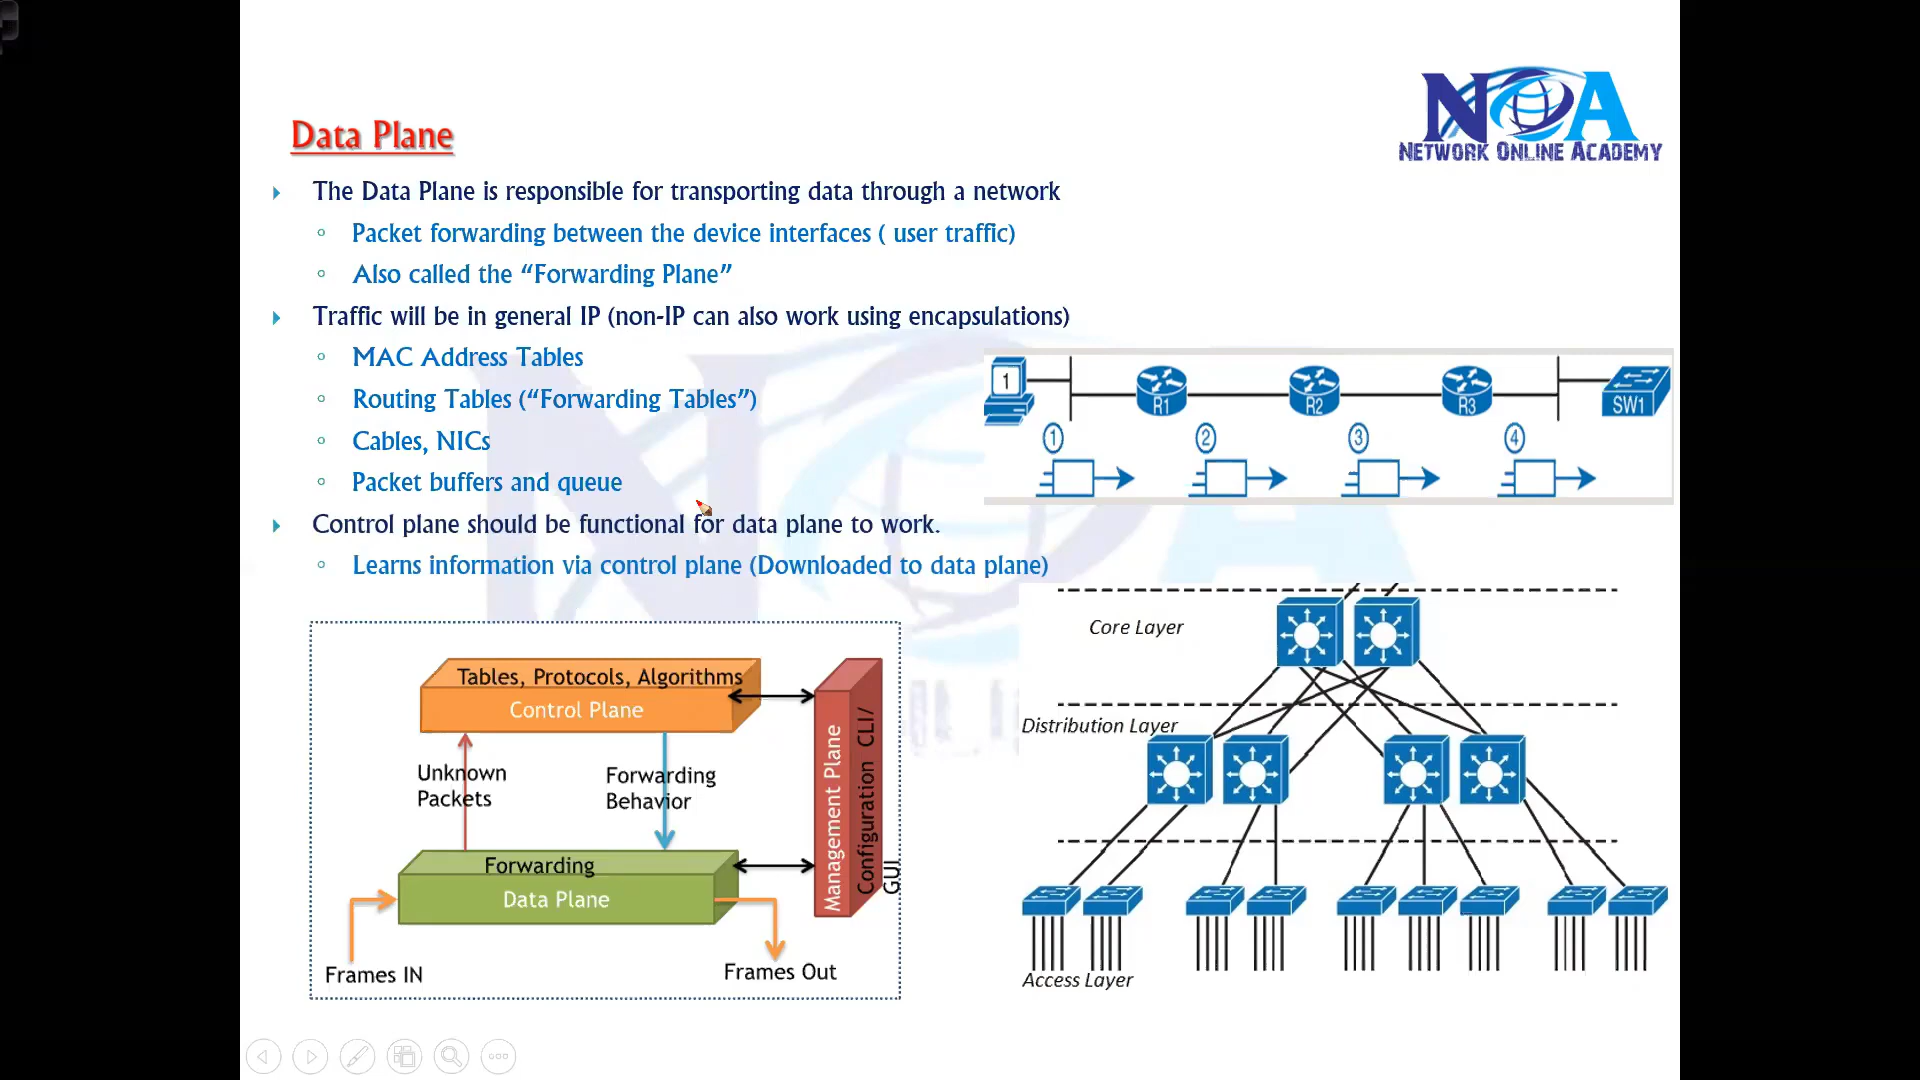 NOA
NETWORK ONLINE ACADEMY
Data Plane
The Data Plane is responsible for transporting data through a network
Packet forwarding between the device interfaces ( user traffic)
Also called the “Forwarding Plane”
Traffic will be in general IP (non-IP can also work using encapsulations)
MAC Address Tables
Routing Tables (“Forwarding Tables”)
Cables, NICs
Packet buffers and queue
Control plane should be functional for data plane to work.
Learns information via control plane (Downloaded to data plane)
1
R1
R2
R3
SW1
1
2
3
4
Tables, Protocols, Algorithms
Control Plane
Unknown
Packets
Forwarding
Behavior
Forwarding
Data Plane
Frames IN
Frames Out
Management Plane
Configuration CLI/
GUI
Core Layer
Distribution Layer
Access Layer